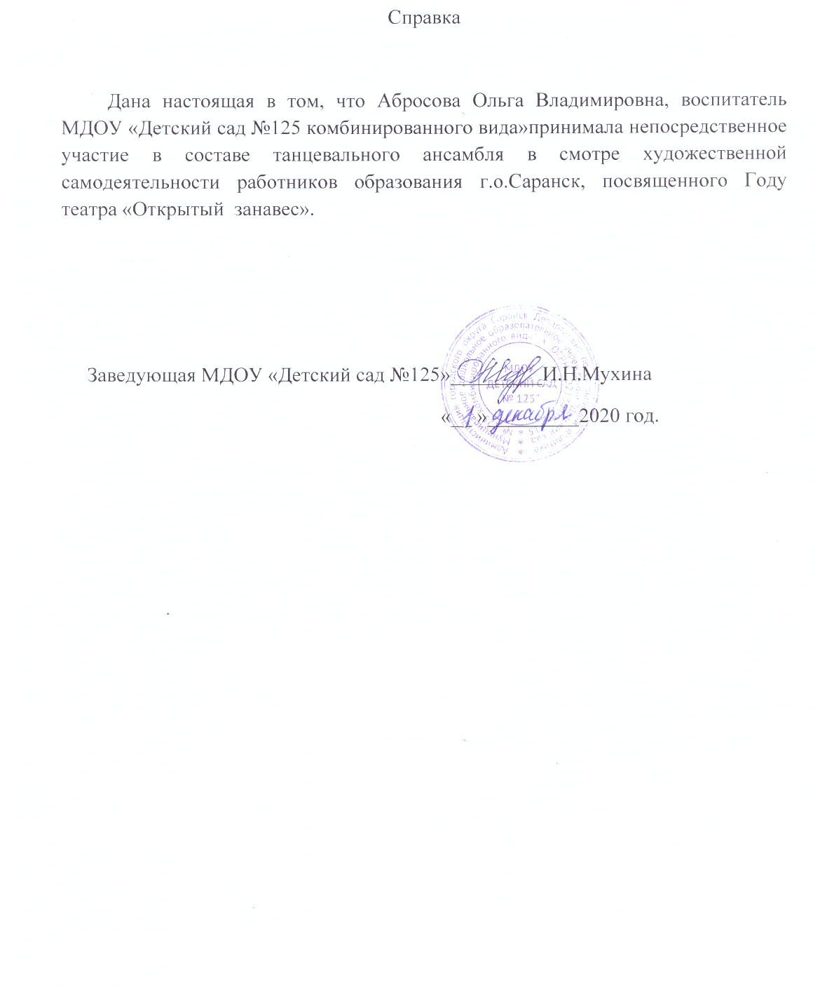 Справка
Дана настоящая в том, что Абросова Ольга Владимировна, воспитатель
МДОУ «Детский сад №125 комбинированного вида»принимала непосредственное
участие в составе танцевального ансамбля в смотре художественной
самодеятельности работников образования г.о.Саранск, посвященного Году
театра «Открытый занавес».
Заведующая МДОУ «Детский сад №125» И.Н.Мухина
«1» декабря 2020 год.
МДОУ
ДЕТСКИЙ САД
№ 125"